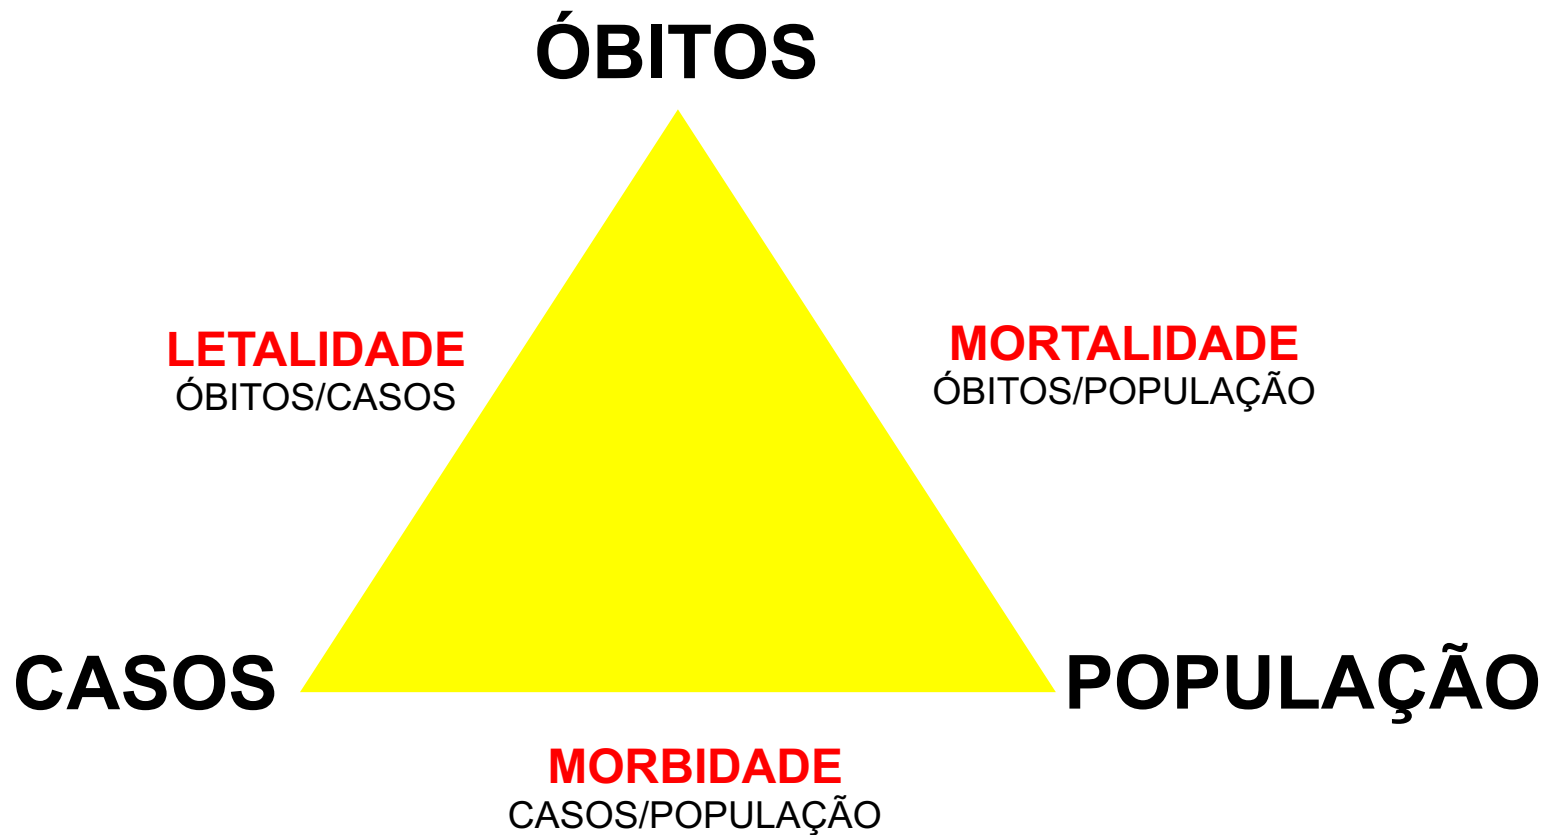 ÓBITOS
LETALIDADE
ÓBITOS/CASOS
MORTALIDADE
ÓBITOS/POPULAÇÃO
CASOS
POPULAÇÃO
MORBIDADE
CASOS/POPULAÇÃO